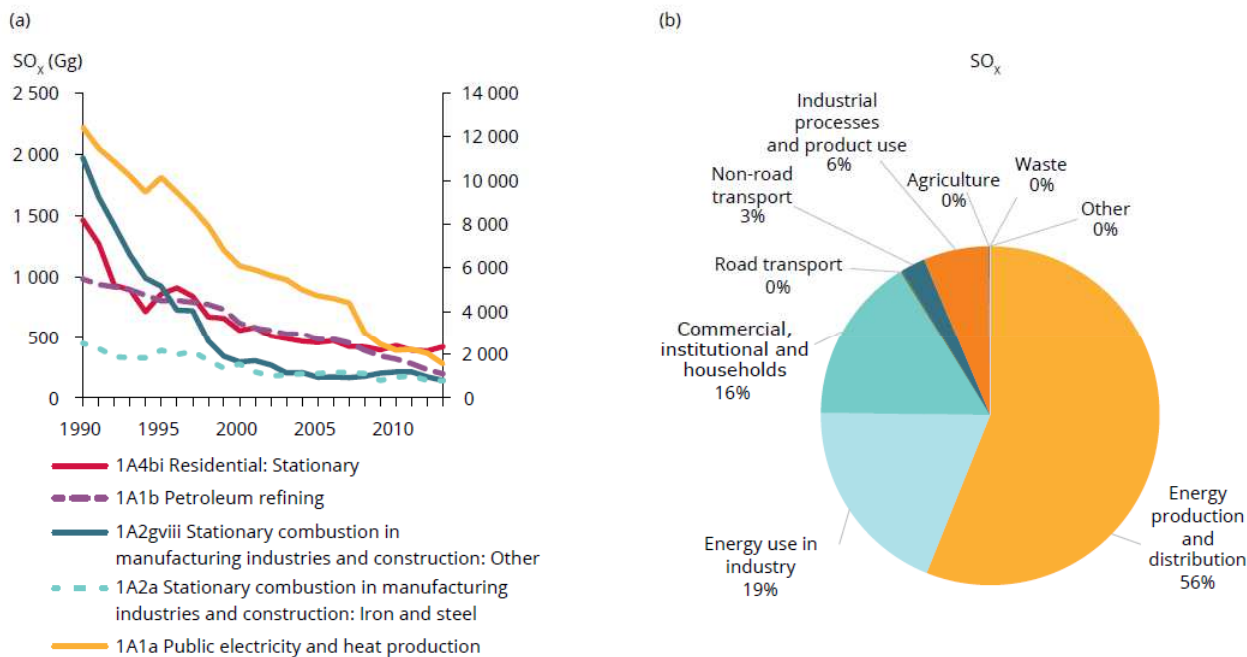 (a)
SOx (Gg)
2 500
2 000
1 500
1 000
500
0
14 000
12 000
10 000
8 000
6 000
4 000
2 000
0
1990
1995
2000
2005
2010
1A4bi Residential: Stationary
1A1b Petroleum refining
1A2gviii Stationary combustion in
manufacturing industries and construction: Other
1A2a Stationary combustion in manufacturing
industries and construction: Iron and steel
1A1a Public electricity and heat production
(b)
SOx
Industrial
processes
and product use
6%
Non-road
transport
3%
Agriculture
0%
Waste
0%
Other
0%
Road transport
0%
Commercial,
institutional and
households
16%
Energy use in
industry
19%
Energy
production
and
distribution
56%